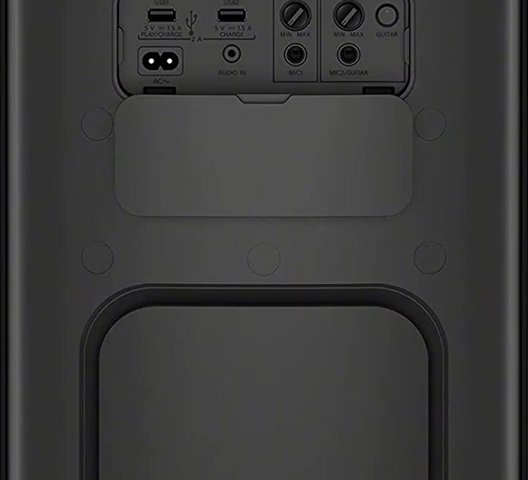 USB1
USB2
5 V ⎓ 1.5 A
5 V ⎓ 1.5 A
PLAY/CHARGE
2 A
CHARGE
MIN MAX
MIN MAX
GUITAR
AC~
AUDIO IN
MIC1
MIC2/GUITAR